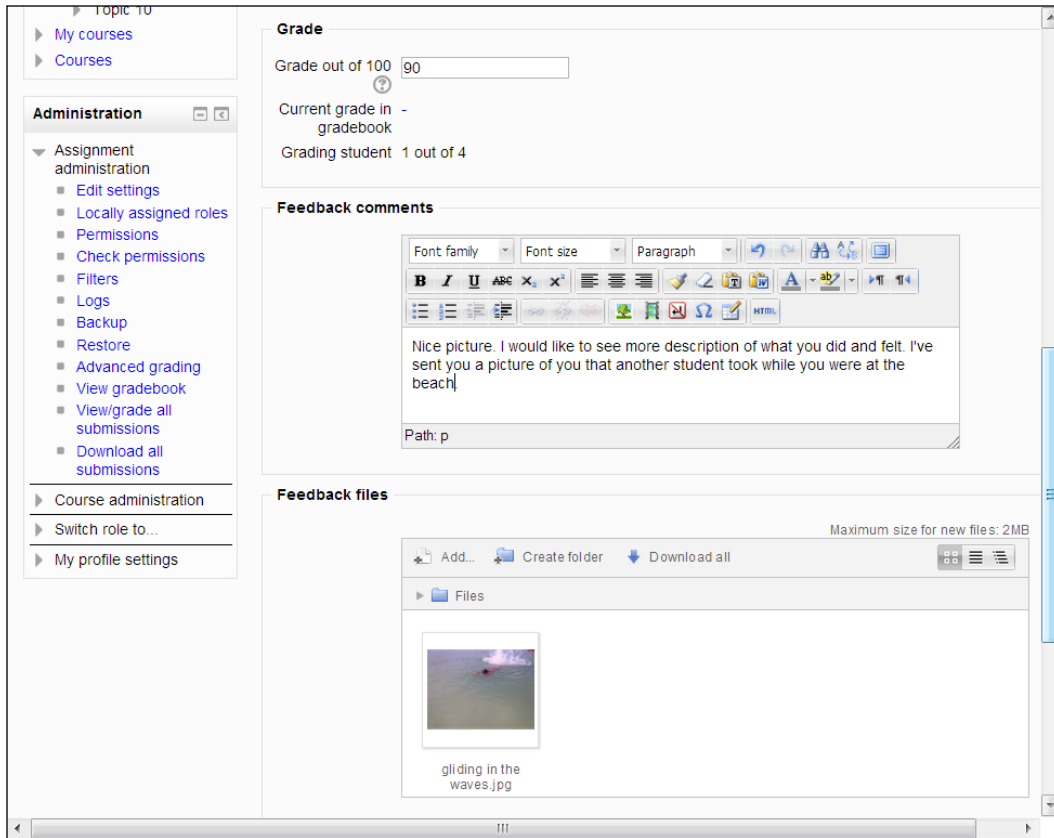 Topic 10
My courses
Courses
Administration
Assignment
administration
Edit settings
Locally assigned roles
Permissions
Check permissions
Filters
Logs
Backup
Restore
Advanced grading
View gradebook
View/grade all
submissions
Download all
submissions
Course administration
Switch role to...
My profile settings
Grade
Grade out of 100 90
Current grade in -
gradebook
Grading student 1 out of 4
Feedback comments
Font family Font size Paragraph
B I U ABC X₂ X²
HTML
Nice picture. I would like to see more description of what you did and felt. I've
sent you a picture of you that another student took while you were at the
beach.
Path: p
Feedback files
Maximum size for new files: 2MB
Add... Create folder Download all
Files
gliding in the
waves.jpg